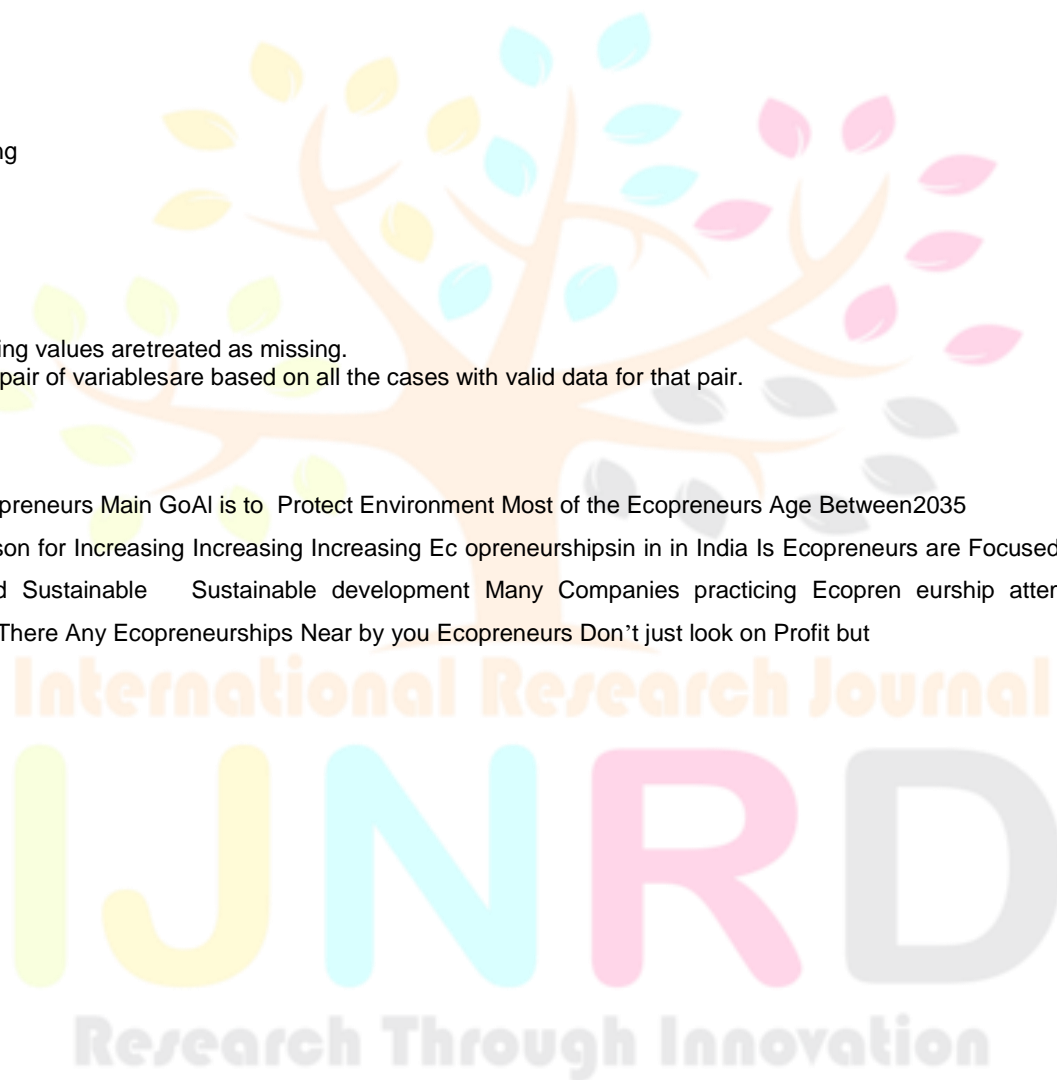 ng
ing values aretreated as missing.
pair of variablesare based on all the cases with valid data for that pair.
preneurs Main GoAl is to Protect Environment Most of the Ecopreneurs Age Between2035
son for Increasing Increasing Increasing Ec opreneurshipsin in in India Is Ecopreneurs are Focused
d Sustainable Sustainable development Many Companies practicing Ecopren eurship atter
There Any Ecopreneurships Near by you Ecopreneurs Don’t just look on Profit but
International Research Journal
IJNRD
Research Through Innovation